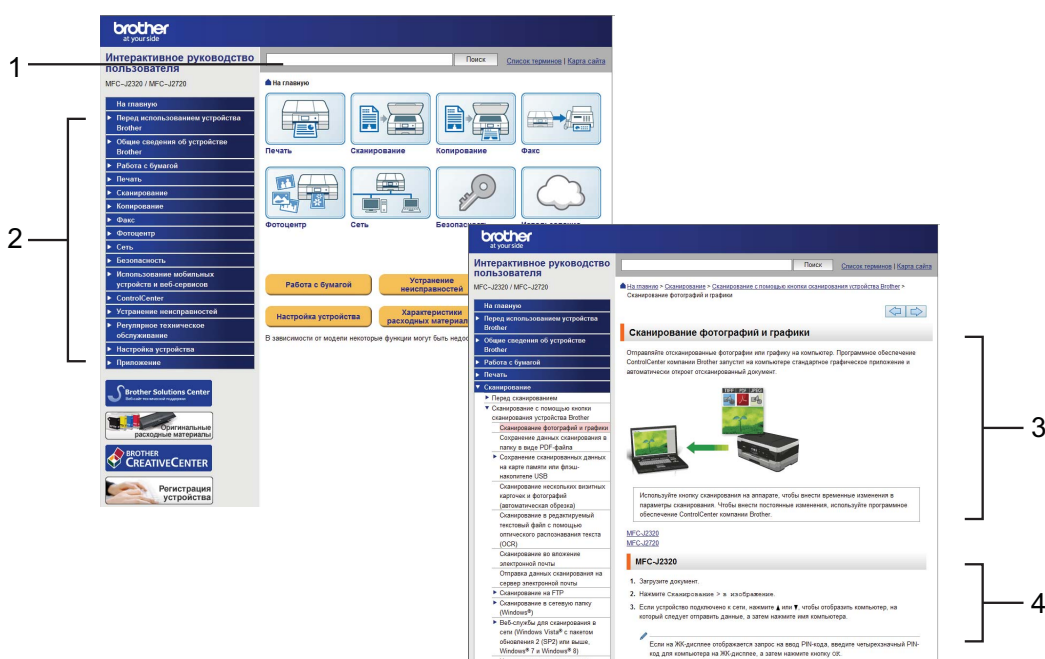 brother
at your side
1
Интерактивное руководство
пользователя
MFC-J2320 / MFC-J2720
Поиск
Список терминов | Карта сайта
На главную
На главную
Перед использованием устройства
Brother
Общие сведения об устройстве
Brother
Работа с бумагой
Печать
Сканирование
Копирование
Факс
Фотоцентр
Сеть
Безопасность
Использование мобильных
устройств и веб-сервисов
ControlCenter
Устранение неисправностей
Регулярное техническое
обслуживание
Настройка устройства
Приложение
2
Brother Solutions Center
Оригинальные
расходные материалы
BROTHER
CREATIVECENTER
Регистрация
устройства
Печать
Сканирование
Копирование
Факс
Фотоцентр
Сеть
Работа с бумагой
Устранение
неисправностей
Настройка устройства
Характеристики
расходных
В зависимости от модели некоторые функции могут быть
brother
at your side
Интерактивное руководство
пользователя
MFC-J2320 / MFC-J2720
Поиск
Список терминов | Карта сайта
На главную
Перед использованием устройства
Brother
Общие сведения об устройстве
Brother
Работа с бумагой
Печать
Сканирование
Перед сканированием
Сканирование с помощью кнопки
сканирования устройства Brother
Сканирование фотографий и графики
Сохранение данных сканирования в
папку в виде PDF-файла
Сохранение сканированных данных
на карте памяти или флэш-
накопителе USB
Сканирование нескольких визитных
карточек и фотографий
(автоматическая обрезка)
Сканирование в редактируемый
текстовый файл с помощью
оптического распознавания текста
(OCR)
Сканирование во вложение
электронной почты
Отправка данных сканирования на
сервер электронной почты
Сканирование на FTP
Сканирование в сетевую папку
(Windows®)
Веб-службы для сканирования в
сети (Windows Vista® с пакетом
обновления 2 (SP2) или выше,
Windows® 7 и Windows® 8)
На главную > Сканирование > Сканирование с помощью кнопки сканирования устройства Brother >
Сканирование фотографий и графики
Сканирование фотографий и графики
Отправляйте отсканированные фотографии или графику на компьютер. Программное обеспечение
ControlCenter компании Brother запустит на компьютере стандартное графическое приложение и
автоматически откроет отсканированный документ.
TIFF PDF JPEG
3
Используйте кнопку сканирования на аппарате, чтобы внести временные изменения в
параметры сканирования. Чтобы внести постоянные изменения, используйте программное
обеспечение ControlCenter компании Brother.
MFC-J2320
MFC-J2720
MFC-J2320
1. Загрузите документ.
2. Нажмите Сканирование > в изображение.
3. Если устройство подключено к сети, нажмите ▲ или ▼, чтобы отобразить компьютер, на
который следует отправить данные, а затем нажмите имя компьютера.
4
Если на ЖК-дисплее отображается запрос на ввод PIN-кода, введите четырехзначный PIN-
код для компьютера на ЖК-дисплее, а затем нажмите кнопку OK.